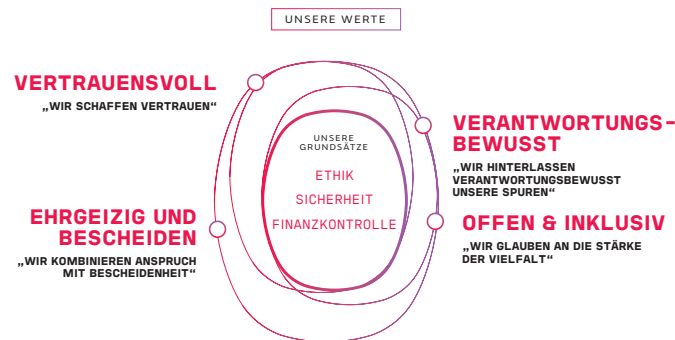 UNSERE WERTE
VERTRAUENSVOLL
„WIR SCHAFFEN VERTRAUEN“
VERANTWORTUNGS-
BEWUSST
„WIR HINTERLASSEN
VERANTWORTUNGSBEWUSST
UNSERE SPUREN“
UNSERE
GRUNDSÄTZE
ETHIK
SICHERHEIT
FINANZKONTROLLE
EHRGEIZIG UND
BESCHEIDEN
„WIR KOMBINIEREN ANSPRUCH
MIT BESCHEIDENHEIT“
OFFEN & INKLUSIV
„WIR GLAUBEN AN DIE STÄRKE
DER VIELFALT“